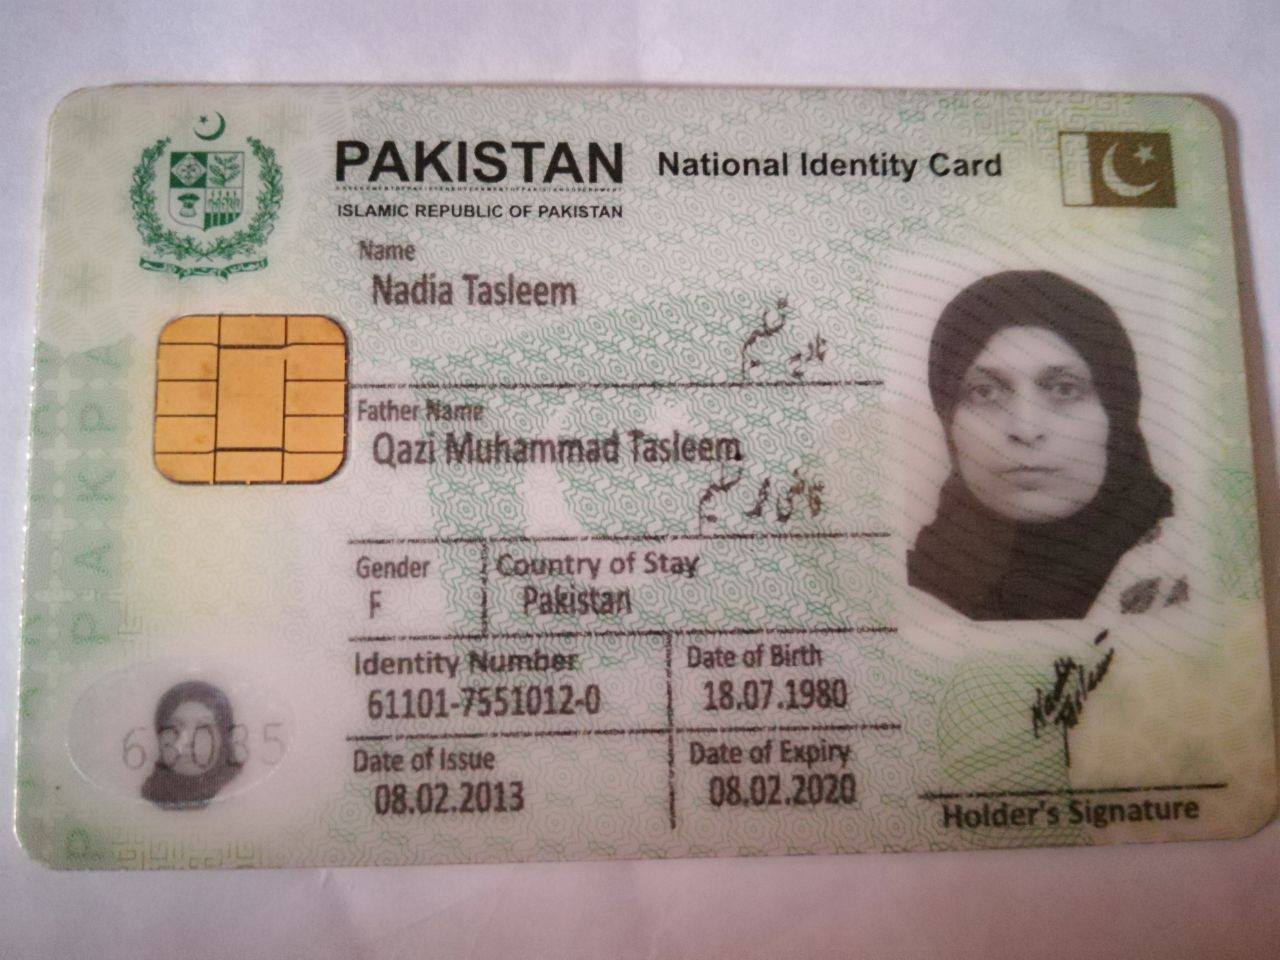 PAKISTAN National Identity Card
ISLAMIC REPUBLIC OF PAKISTAN
Name
Nadia Tasleem
نادیہ تسلیم
Father Name
Qazi Muhammad Tasleem
قاضی محمد تسلیم
Gender
F
Country of Stay
Pakistan
Identity Number
61101-7551012-0
Date of Birth
18.07.1980
Date of Issue
08.02.2013
Date of Expiry
08.02.2020
Nadia
Tasleem
Holder's Signature